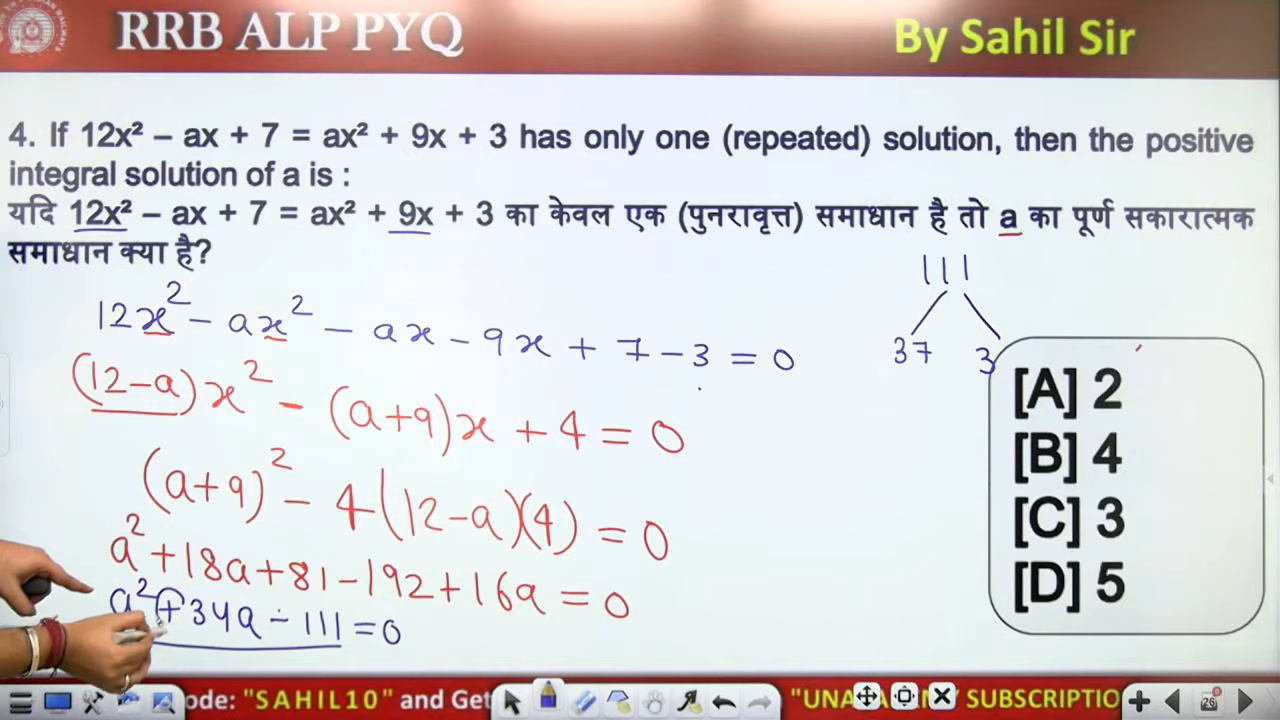 RRB ALP PYQ
By Sahil Sir
4. If 12x² – ax + 7 = ax² + 9x + 3 has only one (repeated) solution, then the positive
integral solution of a is :
यदि 12x² – ax + 7 = ax² + 9x + 3 का केवल एक (पुनरावृत्त) समाधान है तो a का पूर्ण सकारात्मक
समाधान क्या है?
111
37 3
12x² - ax² - ax - 9x + 7 - 3 = 0
(12-a)x² - (a+9)x + 4 = 0
(a+9)² - 4(12-a)(4) = 0
a² + 18a + 81 - 192 + 16a = 0
a² + 34a - 111 = 0
[A] 2
[B] 4
[C] 3
[D] 5
ode: "SAHIL10" and Get
"UNA MY SUBSCRIPTIO
26